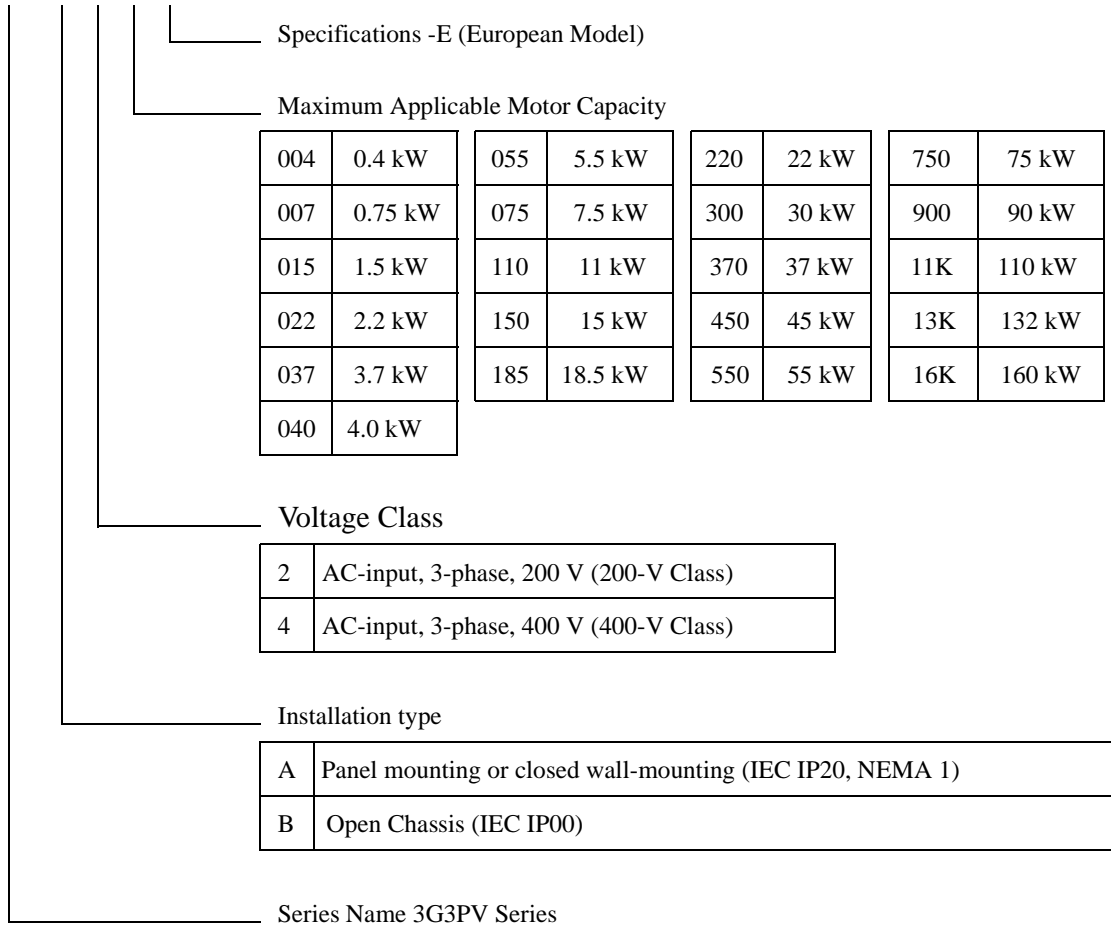 Specifications -E (European Model)
Maximum Applicable Motor Capacity
004 0.4 kW 055 5.5 kW 220 22 kW 750 75 kW
007 0.75 kW 075 7.5 kW 300 30 kW 900 90 kW
015 1.5 kW 110 11 kW 370 37 kW 11K 110 kW
022 2.2 kW 150 15 kW 450 45 kW 13K 132 kW
037 3.7 kW 185 18.5 kW 550 55 kW 16K 160 kW
040 4.0 kW
Voltage Class
2 AC-input, 3-phase, 200 V (200-V Class)
4 AC-input, 3-phase, 400 V (400-V Class)
Installation type
A Panel mounting or closed wall-mounting (IEC IP20, NEMA 1)
B Open Chassis (IEC IP00)
Series Name 3G3PV Series